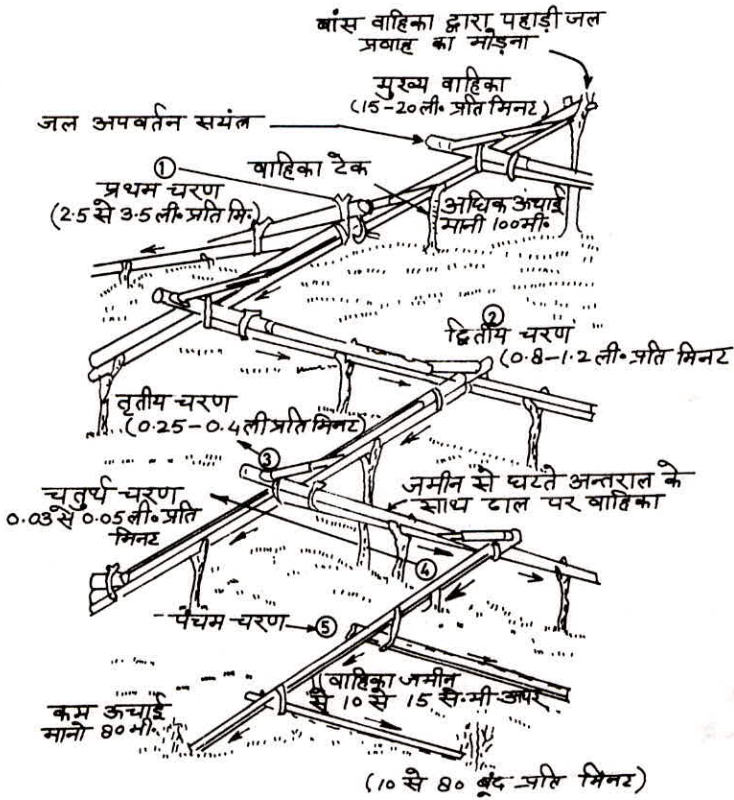 बांस वाहिका द्वारा पहाड़ी जल
प्रवाह का मोड़ना
मुख्य वाहिका
(15-20 ली॰ प्रति मिनट)
जल अपवर्तन सयंत्र
①
वाहिका टेक
प्रथम चरण
(2.5 से 3.5 ली॰ प्रति मि॰)
अधिक ऊंचाई
मानो 100 मी॰
②
द्वितीय चरण
(0.8-1.2 ली॰ प्रति मिनट
तृतीय चरण
(0.25-0.4 ली प्रति मिनट)
③
जमीन से घटते अन्तराल के
साथ ढाल पर वाहिका
चतुर्थ चरण
0.03 से 0.05 ली॰ प्रति
मिनट
④
पंचम चरण
⑤
वाहिका जमीन
से 10 से 15 से॰मी ऊपर
कम ऊंचाई
मानो 80 मी॰
(10 से 80 बूंद प्रति मिनट)